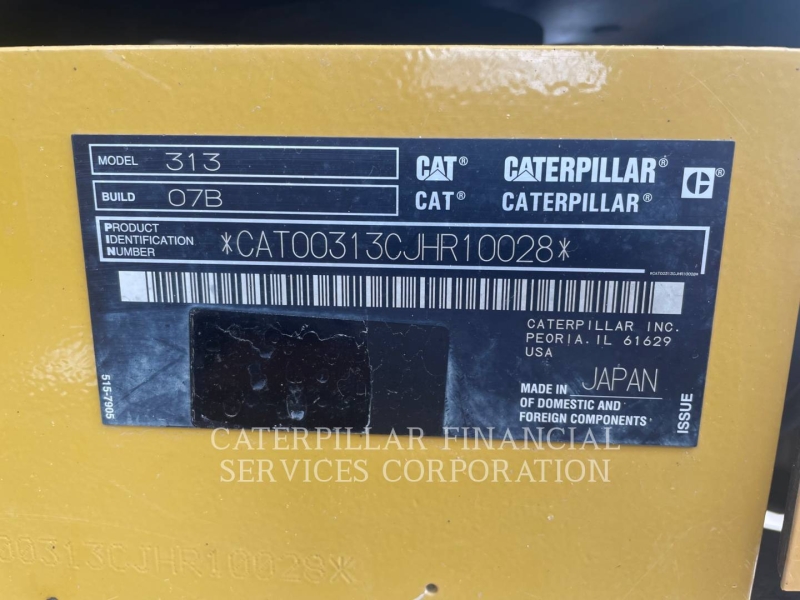 MODEL 313
BUILD 07B
PRODUCT
IDENTIFICATION
NUMBER
*CAT00313CJHR10028*
CAT® CATERPILLAR®
CAT® CATERPILLAR®
C®
*CAT00313CJHR10028*
CATERPILLAR INC.
PEORIA, IL 61629
USA
MADE IN JAPAN
OF DOMESTIC AND
FOREIGN COMPONENTS
ISSUE
515-7905
CATERPILLAR FINANCIAL
SERVICES CORPORATION
00313CJHR10028*